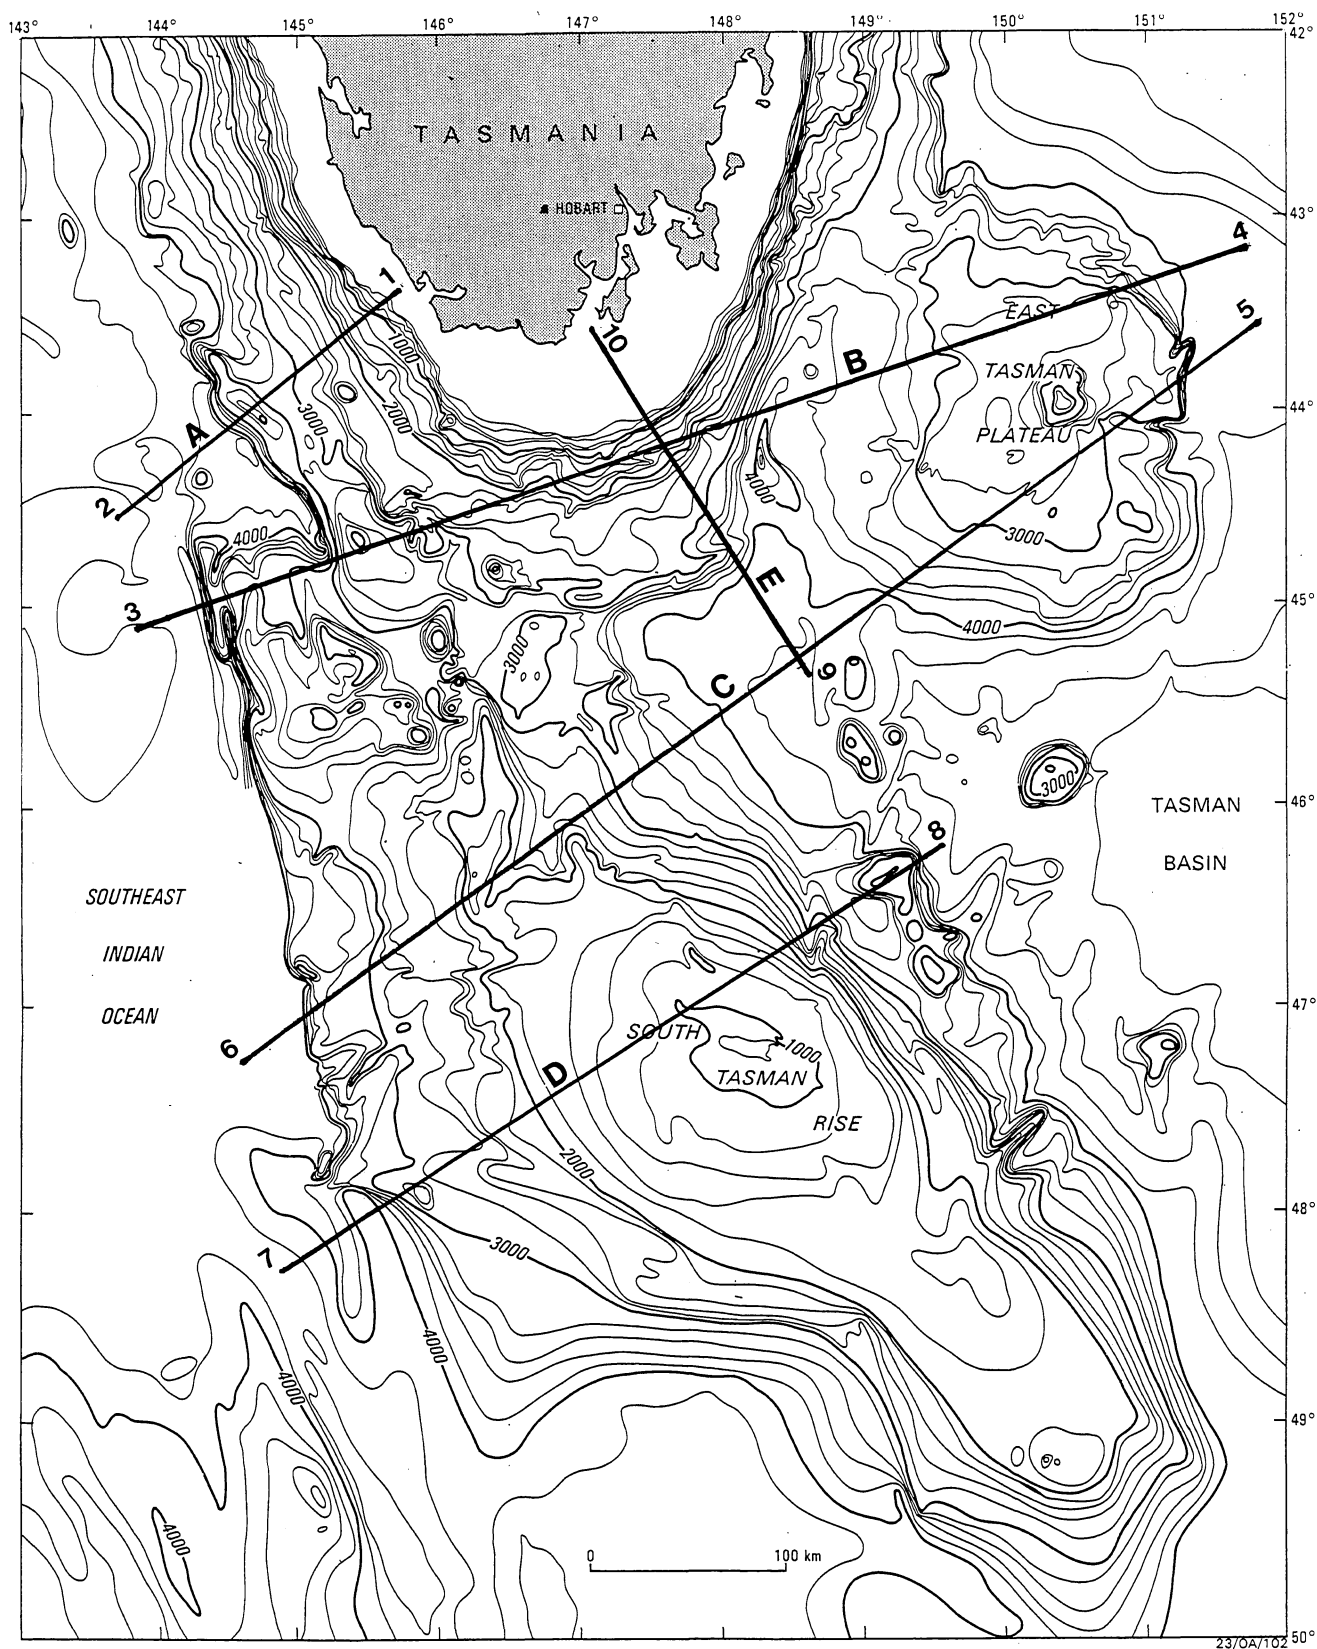 143° 144° 145° 146° 147° 148° 149° 150° 151° 152°
42°
TASMANIA
HOBART
43°
4
1
10
EAST
5
1000
B
TASMAN
3000
2000
44°
A
PLATEAU
2
4000
4000
3000
E
3
45°
4000
3000
9
C
3000
46°
TASMAN
8
BASIN
SOUTHEAST
INDIAN
OCEAN
47°
SOUTH
1000
6
D
TASMAN
RISE
2000
48°
3000
7
4000
4000
49°
4000
0 100 km
50°
23/OA/102